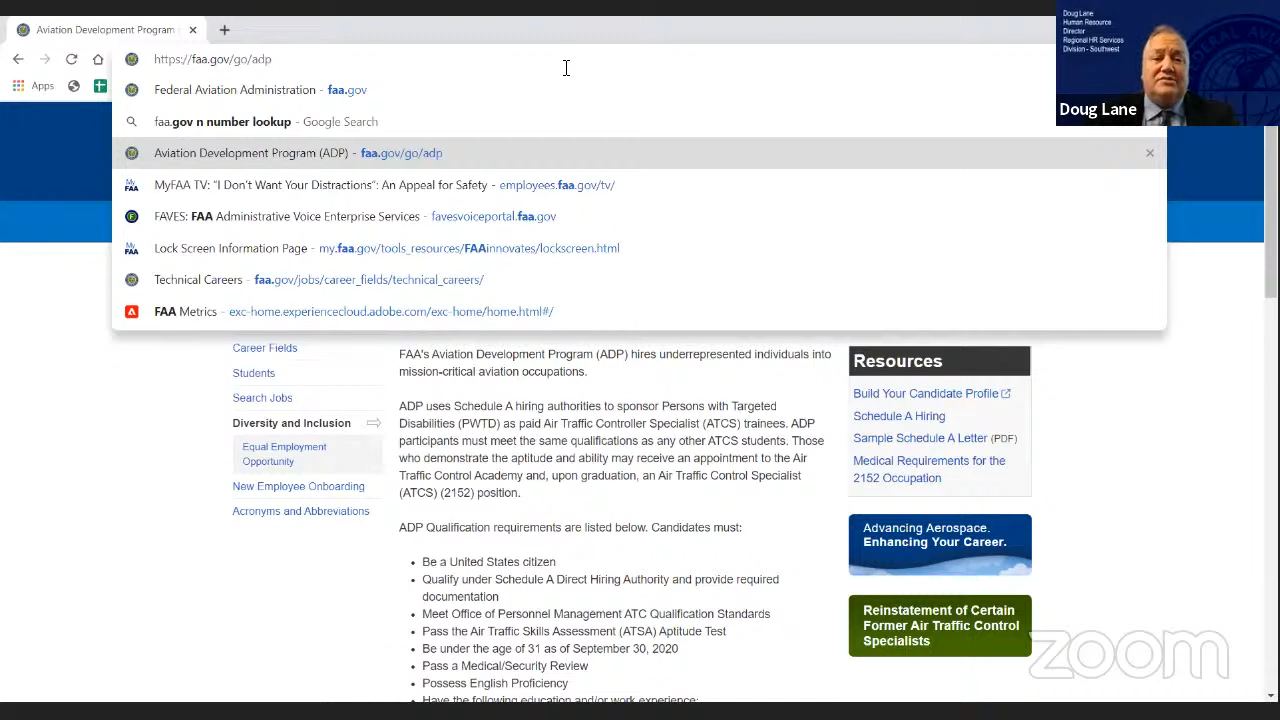 Aviation Development Program
https://faa.gov/go/adp
Apps
Federal Aviation Administration - faa.gov
faa.gov n number lookup - Google Search
Aviation Development Program (ADP) - faa.gov/go/adp
MyFAA TV: "I Don't Want Your Distractions": An Appeal for Safety - employees.faa.gov/tv/
FAVES: FAA Administrative Voice Enterprise Services - favesvoiceportal.faa.gov
Lock Screen Information Page - my.faa.gov/tools_resources/FAAinnovates/lockscreen.html
Technical Careers - faa.gov/jobs/career_fields/technical_careers/
FAA Metrics - exc-home.experiencecloud.adobe.com/exc-home/home.html#/
Doug Lane
Human Resource
Director
Regional HR Services
Division - Southwest
Doug Lane
Career Fields
Students
Search Jobs
Diversity and Inclusion
Equal Employment
Opportunity
New Employee Onboarding
Acronyms and Abbreviations
FAA's Aviation Development Program (ADP) hires underrepresented individuals into
mission-critical aviation occupations.
ADP uses Schedule A hiring authorities to sponsor Persons with Targeted
Disabilities (PWTD) as paid Air Traffic Controller Specialist (ATCS) trainees. ADP
participants must meet the same qualifications as any other ATCS students. Those
who demonstrate the aptitude and ability may receive an appointment to the Air
Traffic Control Academy and, upon graduation, an Air Traffic Control Specialist
(ATCS) (2152) position.
ADP Qualification requirements are listed below. Candidates must:
Be a United States citizen
Qualify under Schedule A Direct Hiring Authority and provide required
documentation
Meet Office of Personnel Management ATC Qualification Standards
Pass the Air Traffic Skills Assessment (ATSA) Aptitude Test
Be under the age of 31 as of September 30, 2020
Pass a Medical/Security Review
Possess English Proficiency
Have the following education and/or work experience:
Resources
Build Your Candidate Profile
Schedule A Hiring
Sample Schedule A Letter (PDF)
Medical Requirements for the
2152 Occupation
Advancing Aerospace.
Enhancing Your Career.
Reinstatement of Certain
Former Air Traffic Control
Specialists
zoom